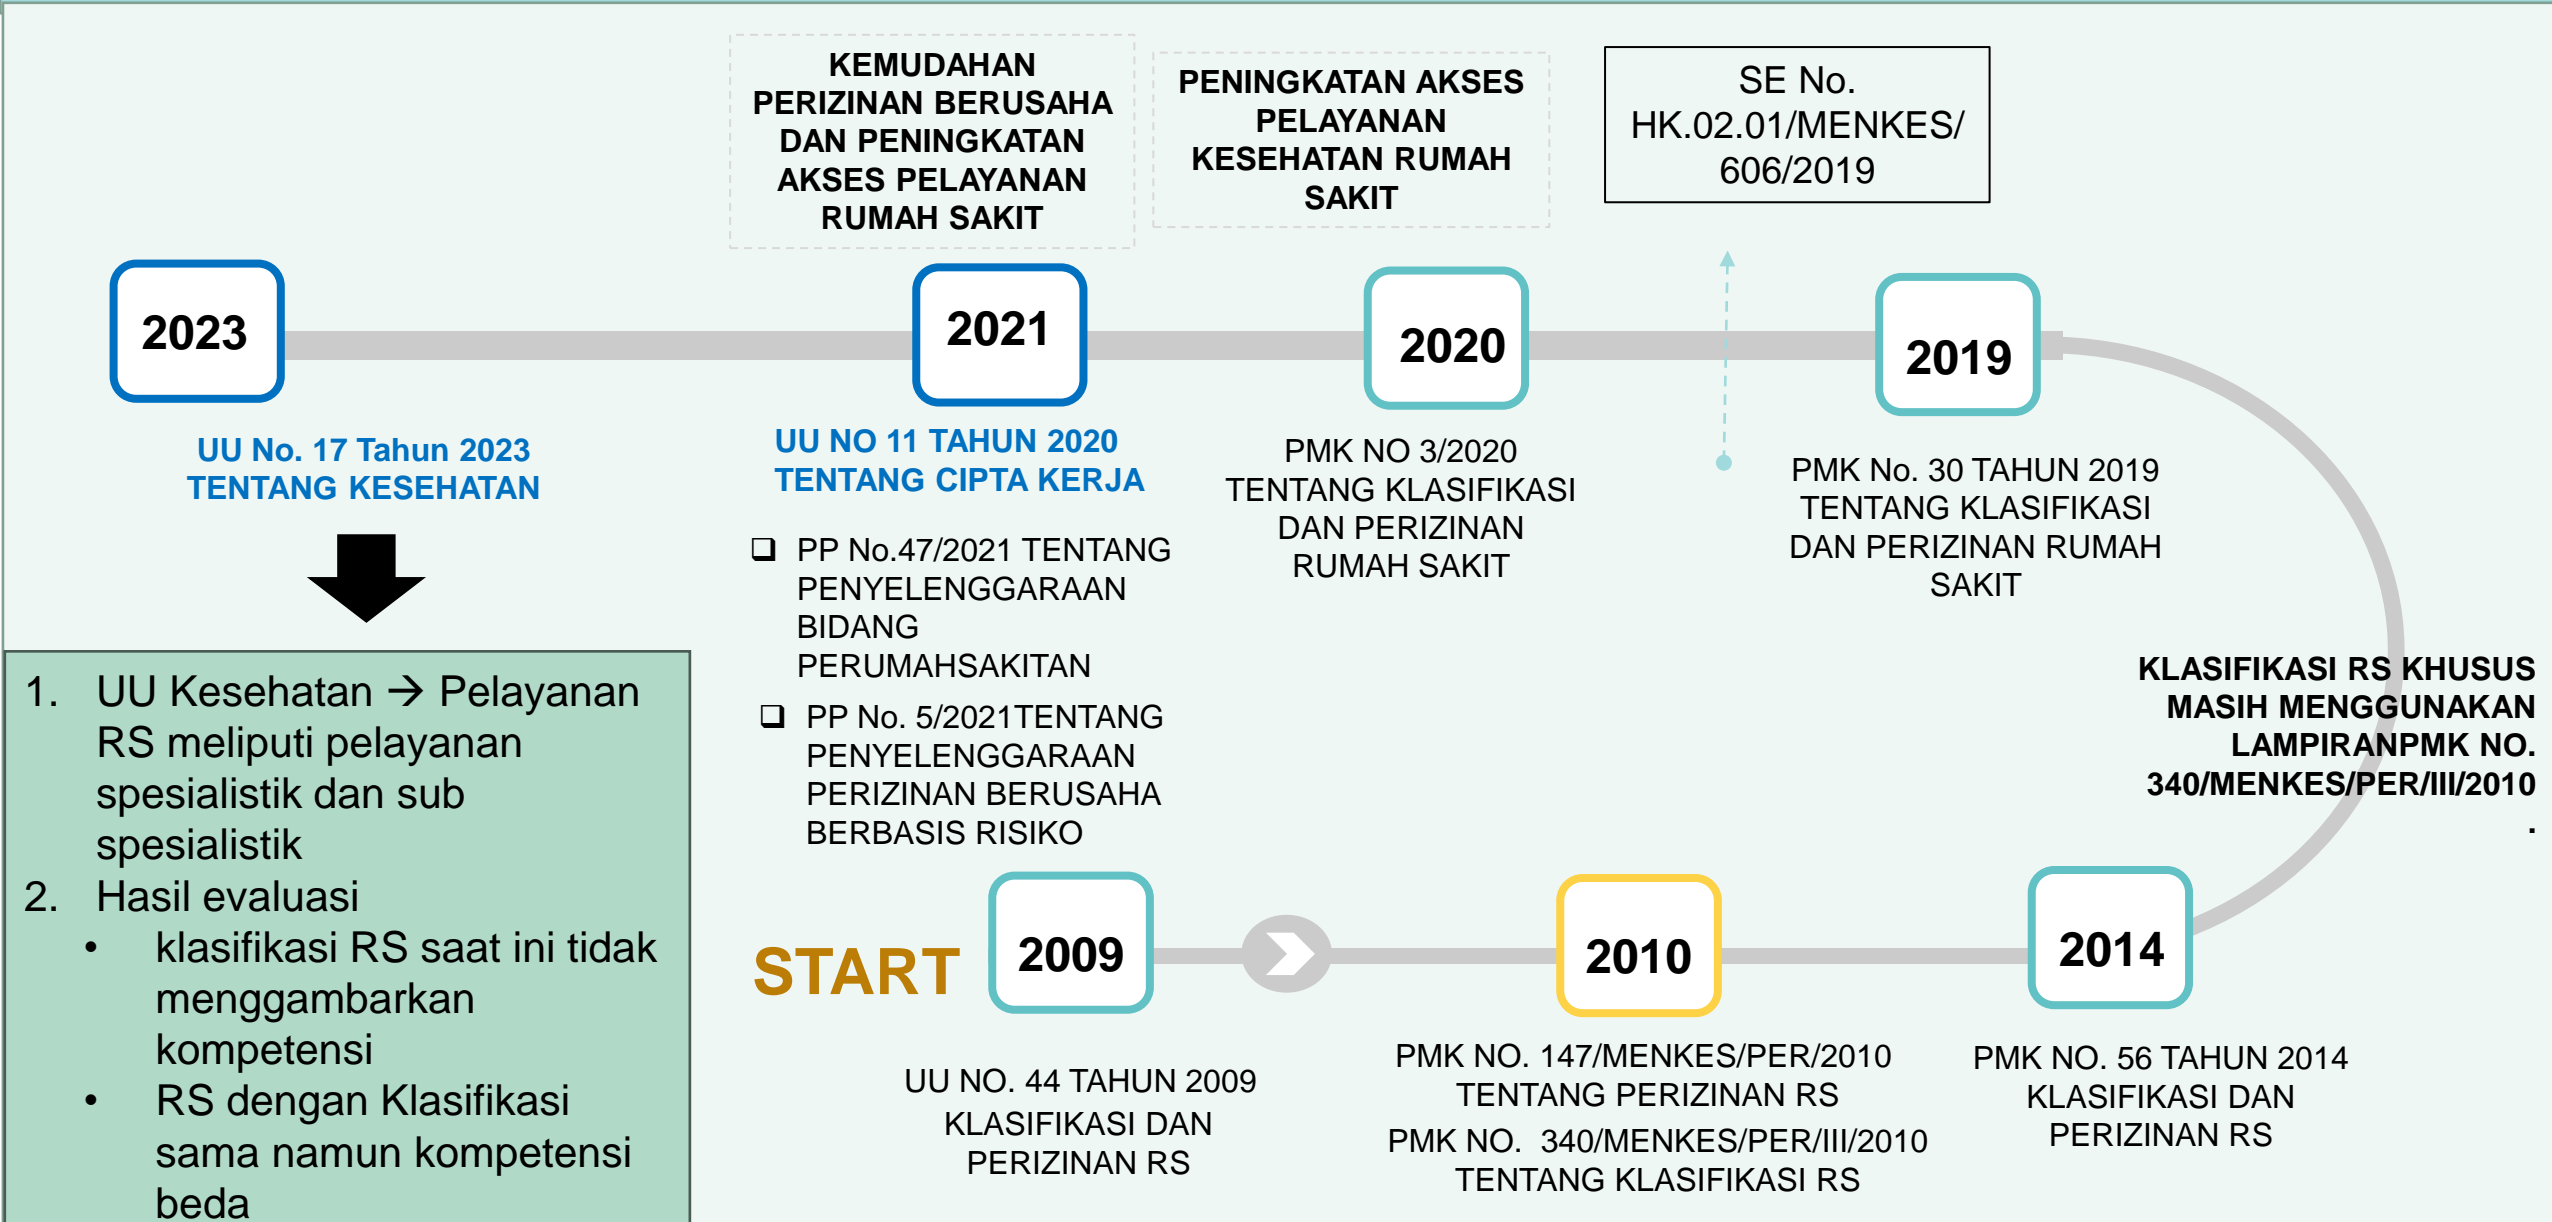 KEMUDAHAN
PERIZINAN BERUSAHA
DAN PENINGKATAN
AKSES PELAYANAN
RUMAH SAKIT
PENINGKATAN AKSES
PELAYANAN
KESEHATAN RUMAH
SAKIT
SE No.
HK.02.01/MENKES/
606/2019
2023
2021
2020
2019
UU No. 17 Tahun 2023
TENTANG KESEHATAN
UU NO 11 TAHUN 2020
TENTANG CIPTA KERJA
❑ PP No.47/2021 TENTANG
PENYELENGGARAAN
BIDANG
PERUMAHSAKITAN
❑ PP No. 5/2021TENTANG
PENYELENGGARAAN
PERIZINAN BERUSAHA
BERBASIS RISIKO
PMK NO 3/2020
TENTANG KLASIFIKASI
DAN PERIZINAN
RUMAH SAKIT
PMK No. 30 TAHUN 2019
TENTANG KLASIFIKASI
DAN PERIZINAN RUMAH
SAKIT
KLASIFIKASI RS KHUSUS
MASIH MENGGUNAKAN
LAMPIRANPMK NO.
340/MENKES/PER/III/2010
.
1. UU Kesehatan → Pelayanan
RS meliputi pelayanan
spesialistik dan sub
spesialistik
2. Hasil evaluasi
• klasifikasi RS saat ini tidak
menggambarkan
kompetensi
• RS dengan Klasifikasi
sama namun kompetensi
beda
START
2009
2010
2014
UU NO. 44 TAHUN 2009
KLASIFIKASI DAN
PERIZINAN RS
PMK NO. 147/MENKES/PER/2010
TENTANG PERIZINAN RS
PMK NO. 340/MENKES/PER/III/2010
TENTANG KLASIFIKASI RS
PMK NO. 56 TAHUN 2014
KLASIFIKASI DAN
PERIZINAN RS